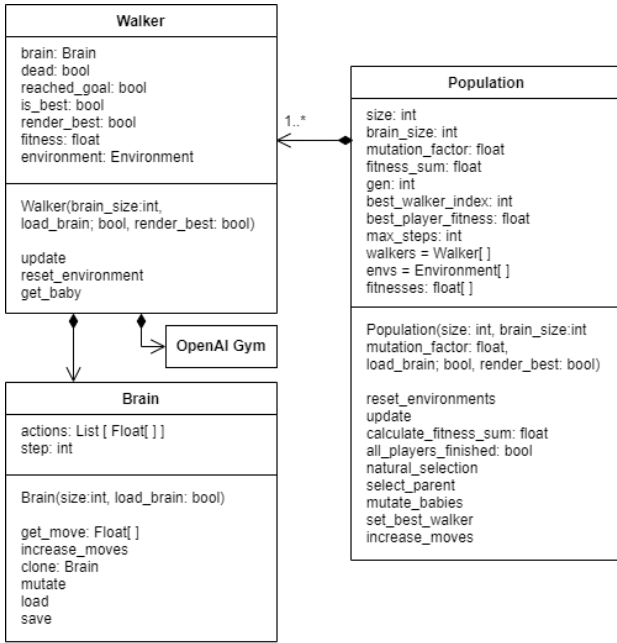 Walker
brain: Brain
dead: bool
reached_goal: bool
is_best: bool
render_best: bool
fitness: float
environment: Environment
Walker(brain_size:int,
load_brain; bool, render_best: bool)
update
reset_environment
get_baby
OpenAI Gym
Brain
actions: List [ Float[ ] ]
step: int
Brain(size:int, load_brain: bool)
get_move: Float[ ]
increase_moves
clone: Brain
mutate
load
save
1..*
Population
size: int
brain_size: int
mutation_factor: float
fitness_sum: float
gen: int
best_walker_index: int
best_player_fitness: float
max_steps: int
walkers = Walker[ ]
envs = Environment[ ]
fitnesses: float[ ]
Population(size: int, brain_size:int
mutation_factor: float,
load_brain; bool, render_best: bool)
reset_environments
update
calculate_fitness_sum: float
all_players_finished: bool
natural_selection
select_parent
mutate_babies
set_best_walker
increase_moves